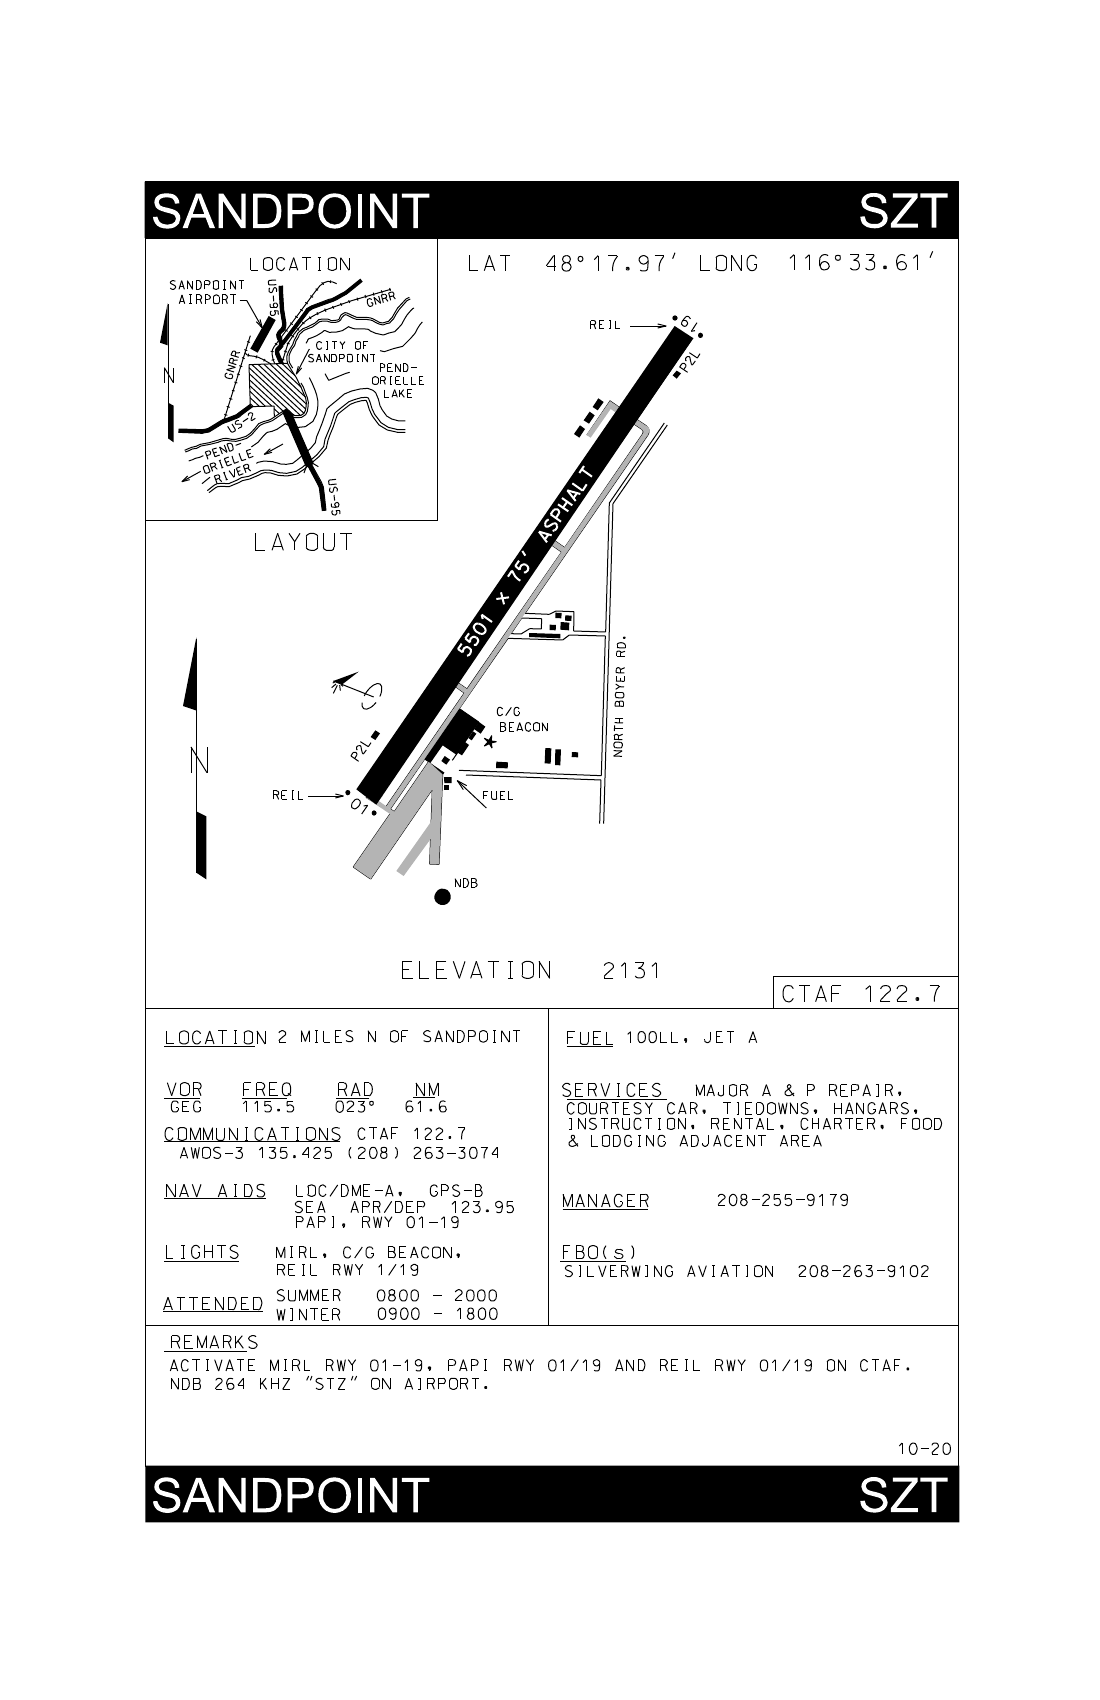 SANDPOINT SZT
LOCATION
SANDPOINT
AIRPORT
US-95
GNRR
GNRR
CITY OF
SANDPOINT
PEND-
ORIELLE
LAKE
N
US-2
PEND-
ORIELLE
RIVER
US-95
LAT 48°17.97' LONG 116°33.61'
REIL
19
P2L
LAYOUT
5501 x 75' ASPHALT
NORTH BOYER RD.
N
C/G
BEACON
P2L
REIL
01
FUEL
NDB
ELEVATION 2131
CTAF 122.7
LOCATION 2 MILES N OF SANDPOINT
VOR FREQ RAD NM
GEG 115.5 023° 61.6
COMMUNICATIONS CTAF 122.7
AWOS-3 135.425 (208) 263-3074
NAV AIDS LOC/DME-A, GPS-B
SEA APR/DEP 123.95
PAPI, RWY 01-19
LIGHTS MIRL, C/G BEACON,
REIL RWY 1/19
ATTENDED SUMMER 0800 - 2000
WINTER 0900 - 1800
FUEL 100LL, JET A
SERVICES MAJOR A & P REPAIR,
COURTESY CAR, TIEDOWNS, HANGARS,
INSTRUCTION, RENTAL, CHARTER, FOOD
& LODGING ADJACENT AREA
MANAGER 208-255-9179
FBO(s)
SILVERWING AVIATION 208-263-9102
REMARKS
ACTIVATE MIRL RWY 01-19, PAPI RWY 01/19 AND REIL RWY 01/19 ON CTAF.
NDB 264 KHZ "STZ" ON AIRPORT.
10-20
SANDPOINT SZT